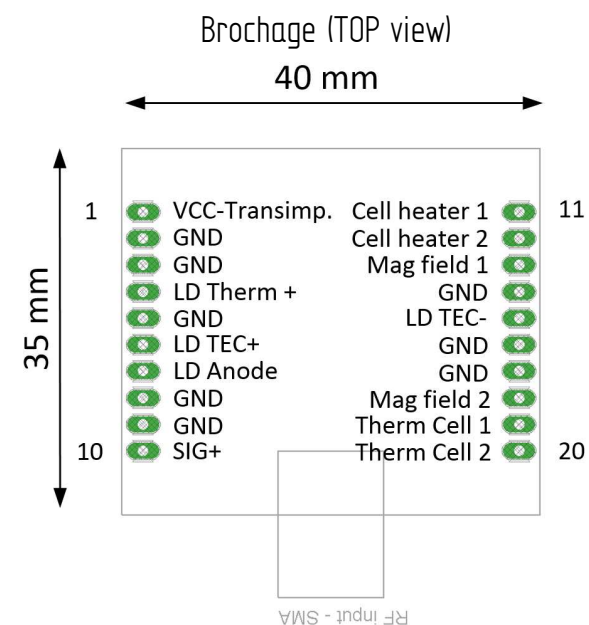 Brochage (TOP view)
40 mm
35 mm
1 VCC-Transimp. Cell heater 1 11
GND Cell heater 2
GND Mag field 1
LD Therm + GND
GND LD TEC-
LD TEC+ GND
LD Anode GND
GND Mag field 2
GND Therm Cell 1
10 SIG+ Therm Cell 2 20
RF input - SMA